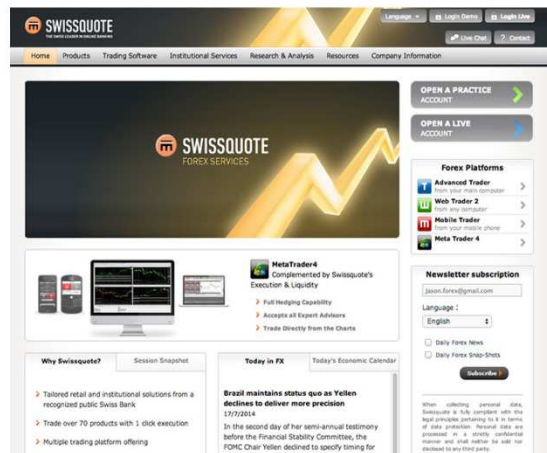 SWISSQUOTE
THE SWISS LEADER IN ONLINE BANKING
Language
Login Demo
Login Live
Live Chat
? Contact
Home Products Trading Software Institutional Services Research & Analysis Resources Company Information
SWISSQUOTE
FOREX SERVICES
OPEN A PRACTICE
ACCOUNT
OPEN A LIVE
ACCOUNT
Forex Platforms
Advanced Trader
from your main computer
Web Trader 2
from any computer
Mobile Trader
from your mobile phone
Meta Trader 4
MetaTrader4
Complemented by Swissquote's
Execution & Liquidity
Full Hedging Capability
Accepts all Expert Advisors
Trade Directly from the Charts
Newsletter subscription
jason.forex@gmail.com
Language :
English
Daily Forex News
Daily Forex Snap-Shots
Subscribe
When collecting personal data,
Swissquote is fully compliant with the
legal principles pertaining to it in terms
of data protection. Personal data are
processed in a strictly confidential
manner and shall neither be sold nor
disclosed to any third party.
Why Swissquote? Session Snapshot
Tailored retail and institutional solutions from a
recognized public Swiss Bank
Trade over 70 products with 1 click execution
Multiple trading platform offering
Today in FX Today's Economic Calendar
Brazil maintains status quo as Yellen
declines to deliver more precision
17/7/2014
In the second day of her semi-annual testimony
before the Financial Stability Committee, the
FOMC Chair Yellen declined to specify timing for